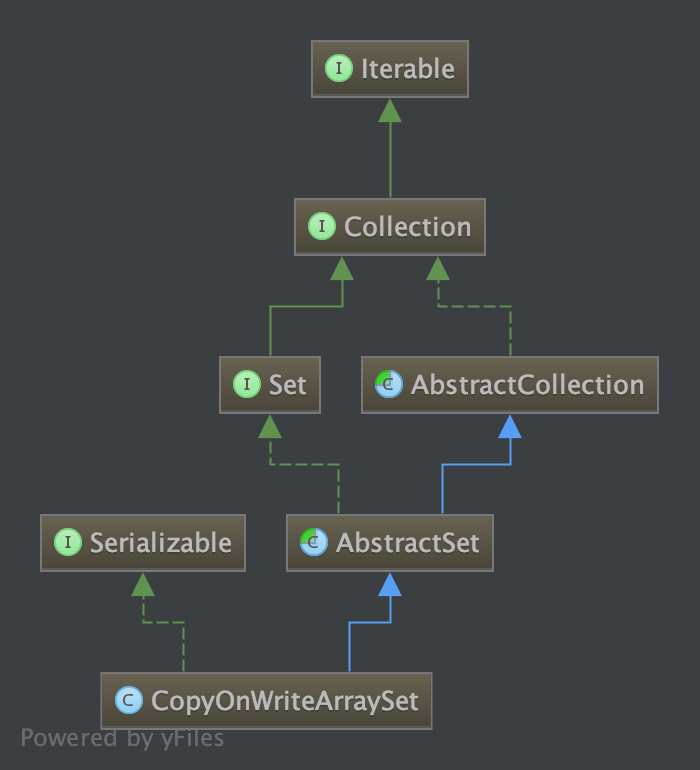 I Iterable
I Collection
I Set
C AbstractCollection
I Serializable
C AbstractSet
C CopyOnWriteArraySet
Powered by yFiles